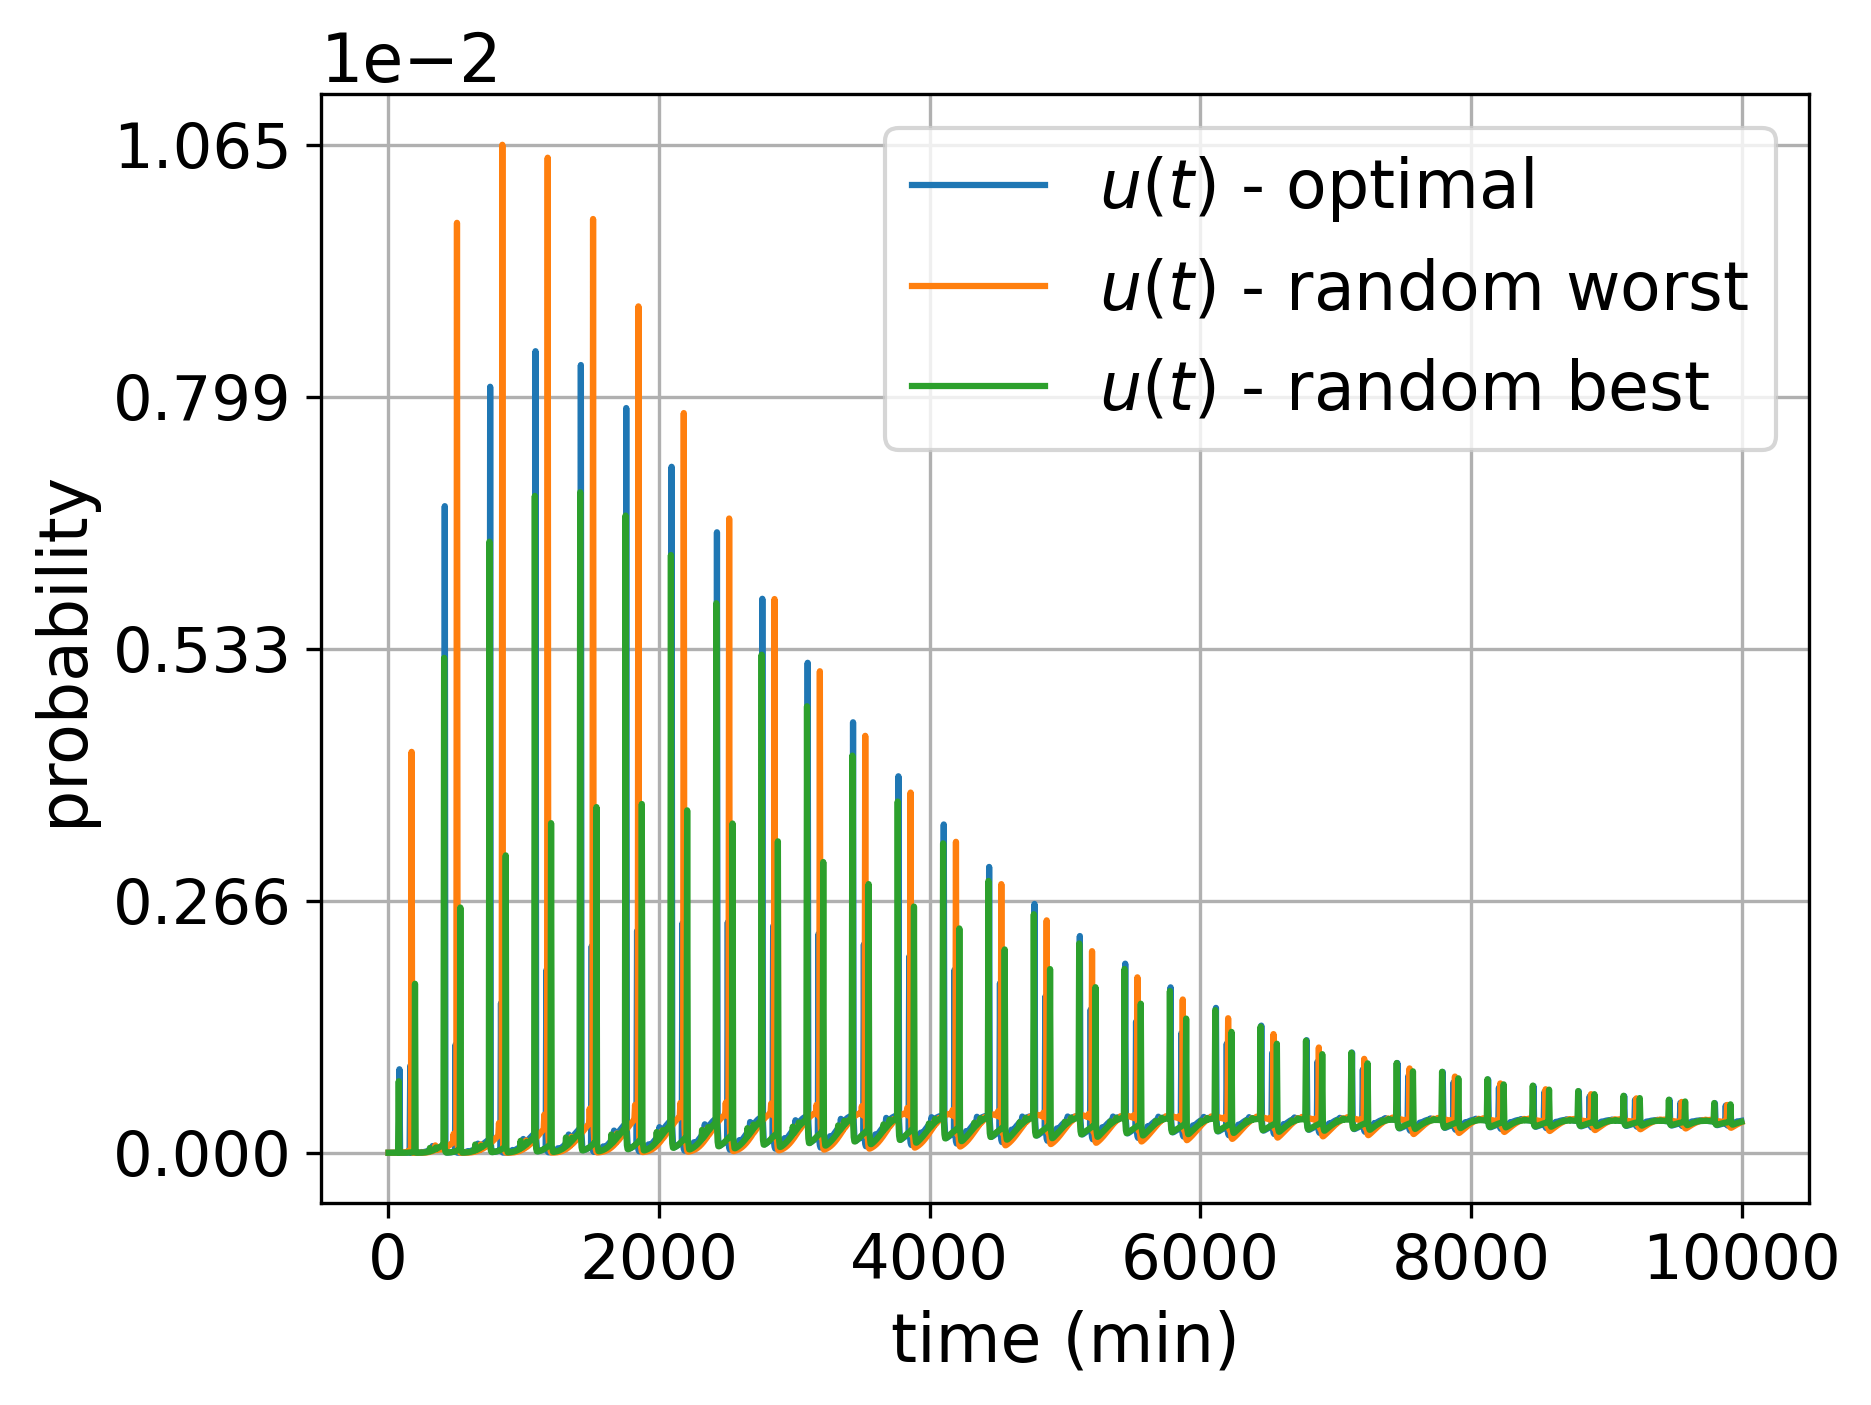 1e−2
1.065
0.799
0.533
0.266
0.000
probability
u(t) - optimal
u(t) - random worst
u(t) - random best
0 2000 4000 6000 8000 10000
time (min)